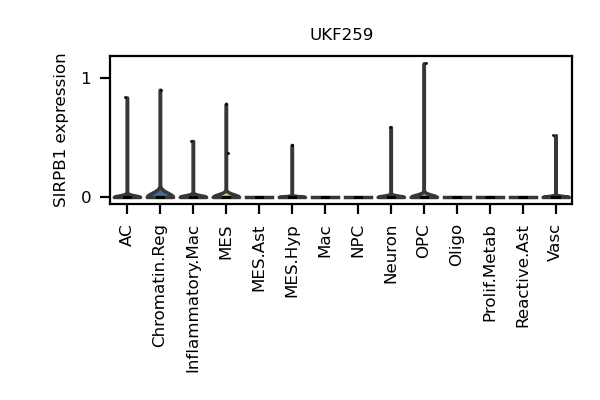 UKF259
SIRPB1 expression
1
0
AC
Chromatin.Reg
Inflammatory.Mac
MES
MES.Ast
MES.Hyp
Mac
NPC
Neuron
OPC
Oligo
Prolif.Metab
Reactive.Ast
Vasc